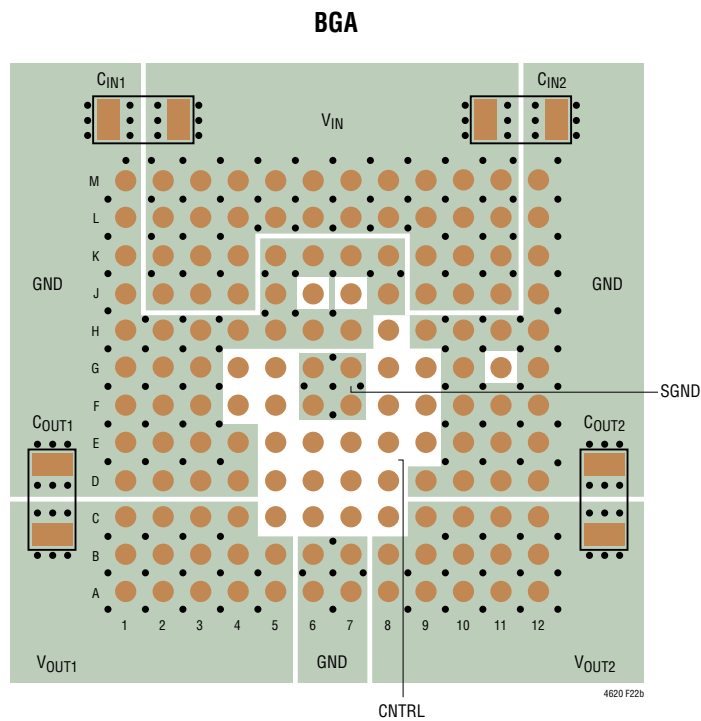 BGA
CIN1
CIN2
VIN
M
L
K
GND
J
GND
H
G
SGND
F
COUT1
COUT2
E
D
C
B
A
1 2 3 4 5 6 7 8 9 10 11 12
VOUT1
GND
VOUT2
4620 F22b
CNTRL